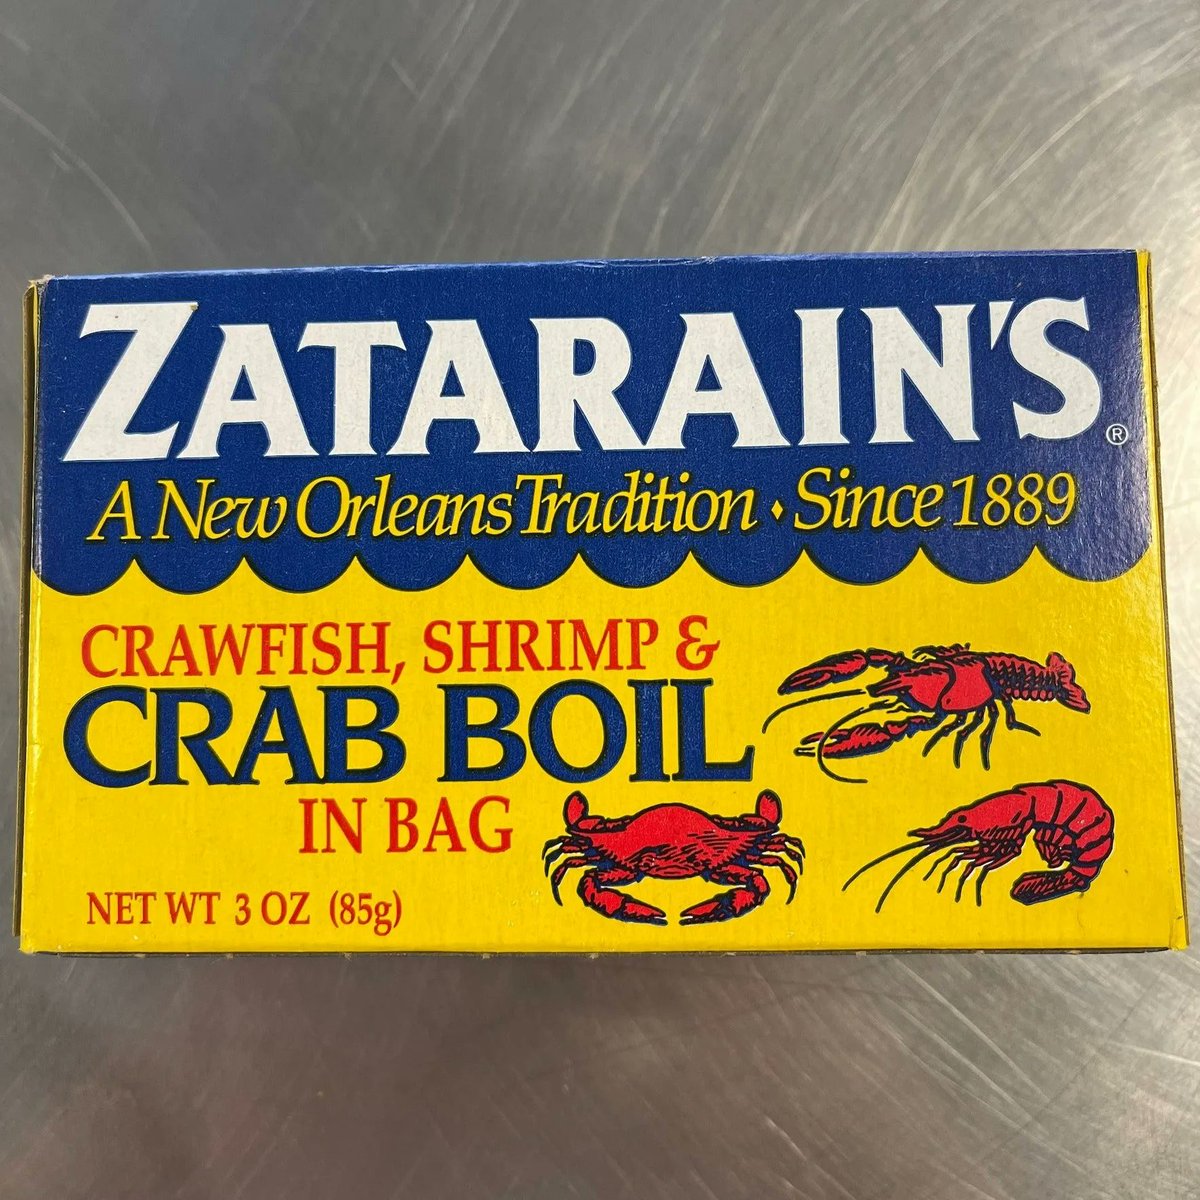 ZATARAIN'S®
A New Orleans Tradition ♦ Since 1889
CRAWFISH, SHRIMP &
CRAB BOIL
IN BAG
NET WT 3 OZ (85g)